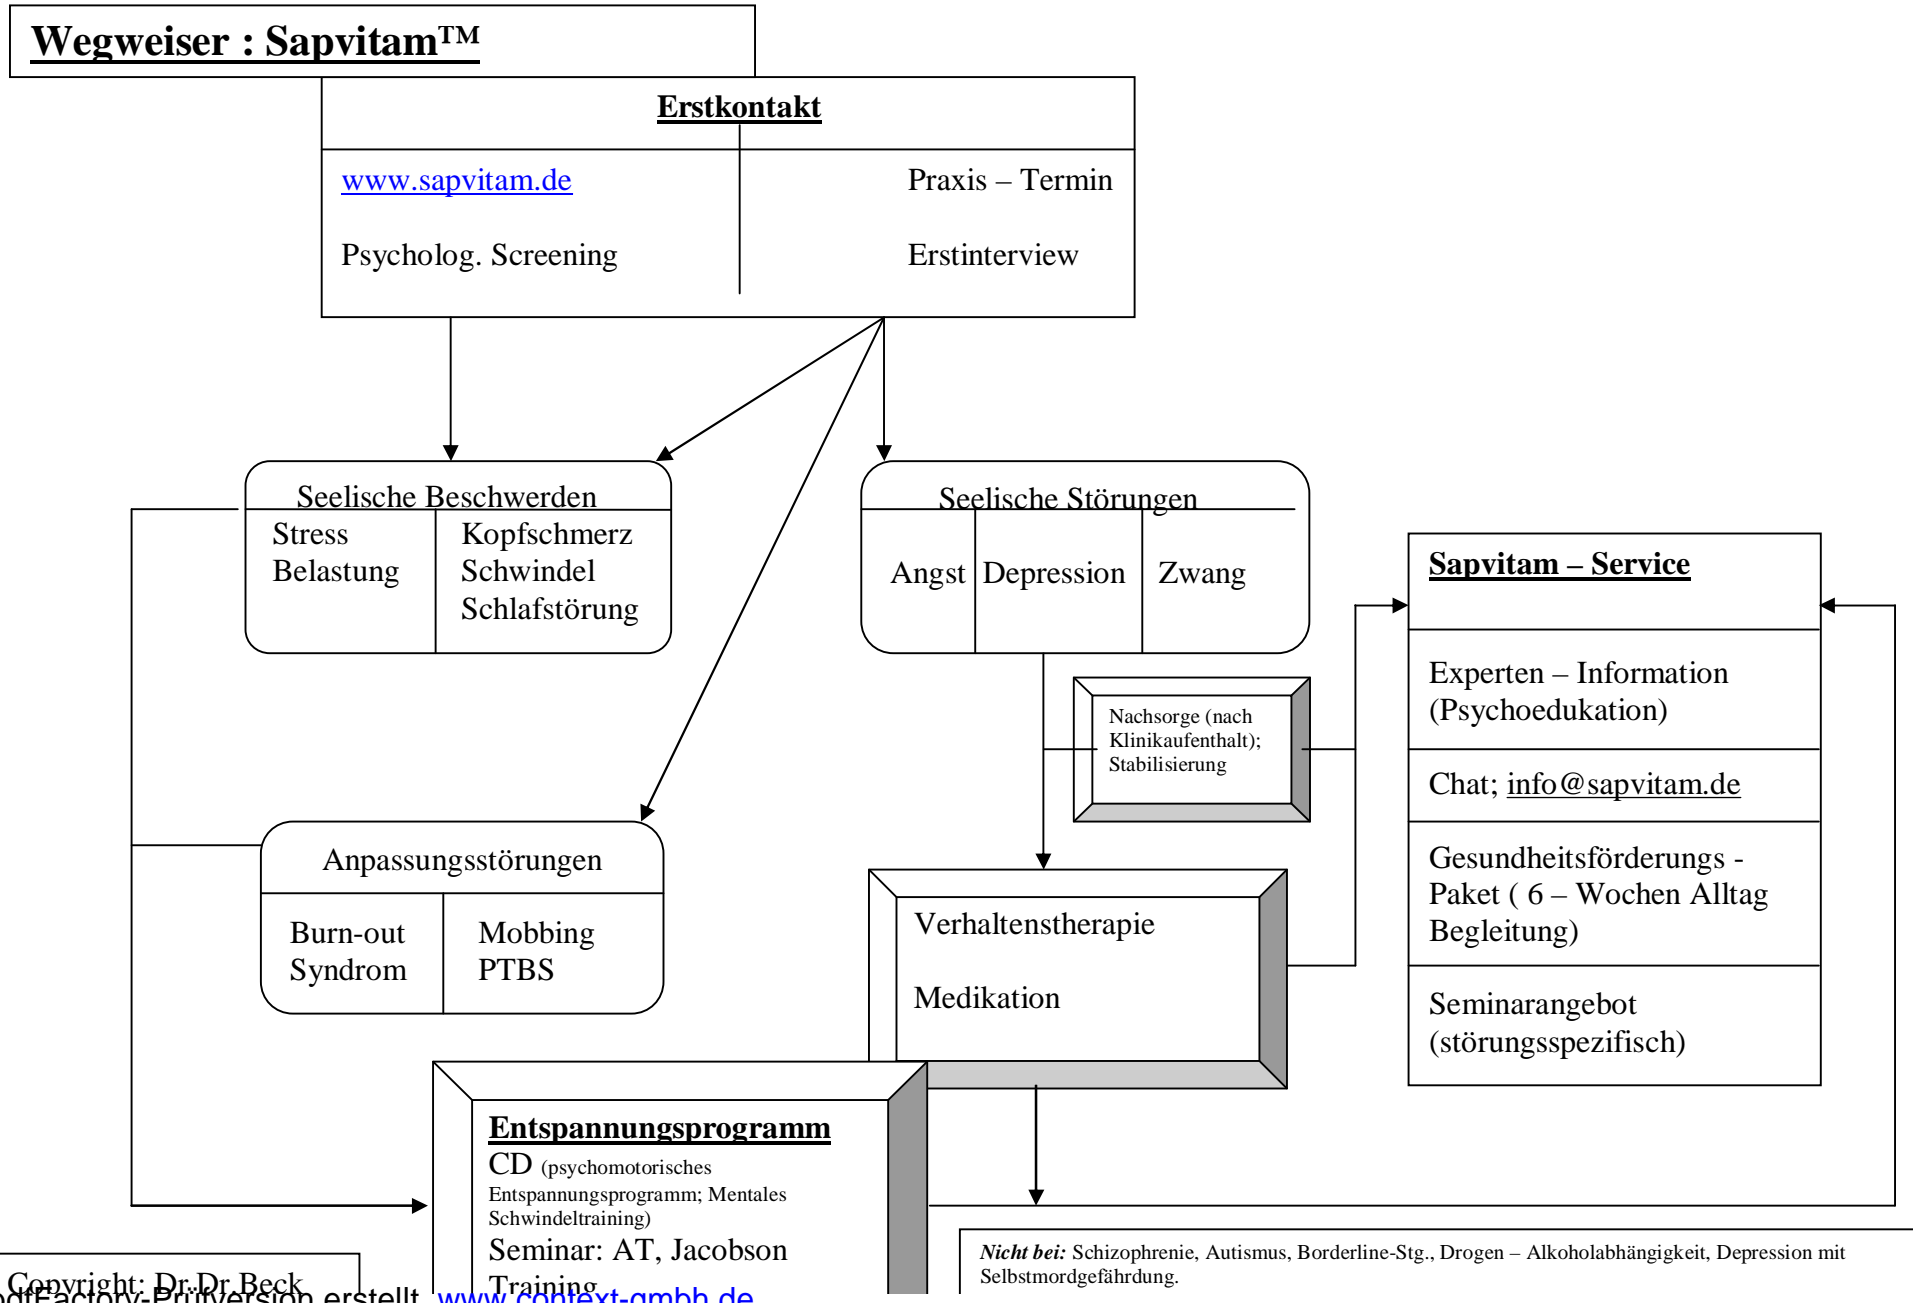 Wegweiser : Sapvitam™
Erstkontakt
www.sapvitam.de
Psycholog. Screening
Praxis – Termin
Erstinterview
Seelische Beschwerden
Stress
Belastung
Kopfschmerz
Schwindel
Schlafstörung
Seelische Störungen
Angst
Depression
Zwang
Sapvitam – Service
Experten – Information
(Psychoedukation)
Chat; info@sapvitam.de
Gesundheitsförderungs -
Paket ( 6 – Wochen Alltag
Begleitung)
Seminarangebot
(störungsspezifisch)
Nachsorge (nach
Klinikaufenthalt);
Stabilisierung
Anpassungsstörungen
Burn-out
Syndrom
Mobbing
PTBS
Verhaltenstherapie
Medikation
Entspannungsprogramm
CD (psychomotorisches
Entspannungsprogramm; Mentales
Schwindeltraining)
Seminar: AT, Jacobson
Training
Nicht bei: Schizophrenie, Autismus, Borderline-Stg., Drogen – Alkoholabhängigkeit, Depression mit
Selbstmordgefährdung.
Copyright: Dr.Dr.Beck
pdfFactory-Prüfversion erstellt www.context-gmbh.de